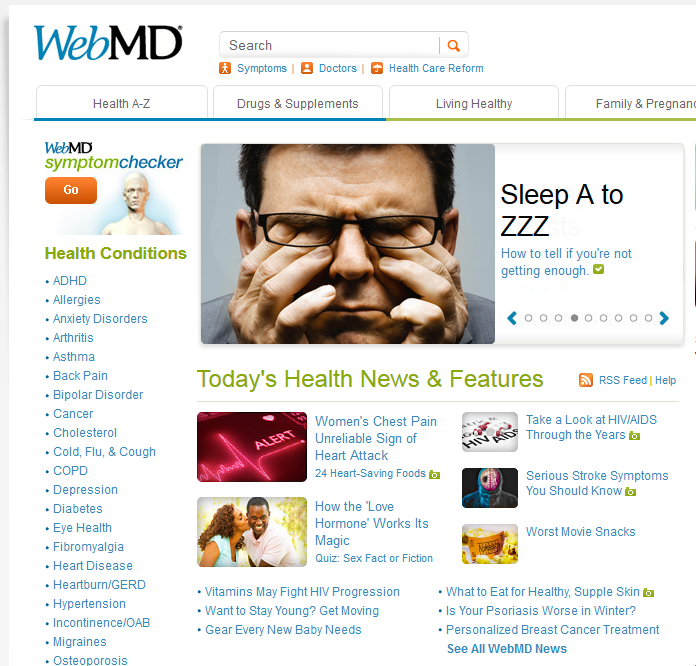 WebMD
Search
Symptoms | Doctors | Health Care Reform
Health A-Z
Drugs & Supplements
Living Healthy
Family & Pregnanc
WebMD
symptomchecker
Go
Health Conditions
• ADHD
• Allergies
• Anxiety Disorders
• Arthritis
• Asthma
• Back Pain
• Bipolar Disorder
• Cancer
• Cholesterol
• Cold, Flu, & Cough
• COPD
• Depression
• Diabetes
• Eye Health
• Fibromyalgia
• Heart Disease
• Heartburn/GERD
• Hypertension
• Incontinence/OAB
• Migraines
• Osteoporosis
Sleep A to
ZZZ
How to tell if you're not
getting enough.
Today's Health News & Features
RSS Feed | Help
ALERT
Women's Chest Pain
Unreliable Sign of
Heart Attack
24 Heart-Saving Foods
How the 'Love
Hormone' Works Its
Magic
Quiz: Sex Fact or Fiction
HIV AIDS
Take a Look at HIV/AIDS
Through the Years
Serious Stroke Symptoms
You Should Know
Worst Movie Snacks
• Vitamins May Fight HIV Progression
• Want to Stay Young? Get Moving
• Gear Every New Baby Needs
• What to Eat for Healthy, Supple Skin
• Is Your Psoriasis Worse in Winter?
• Personalized Breast Cancer Treatment
See All WebMD News